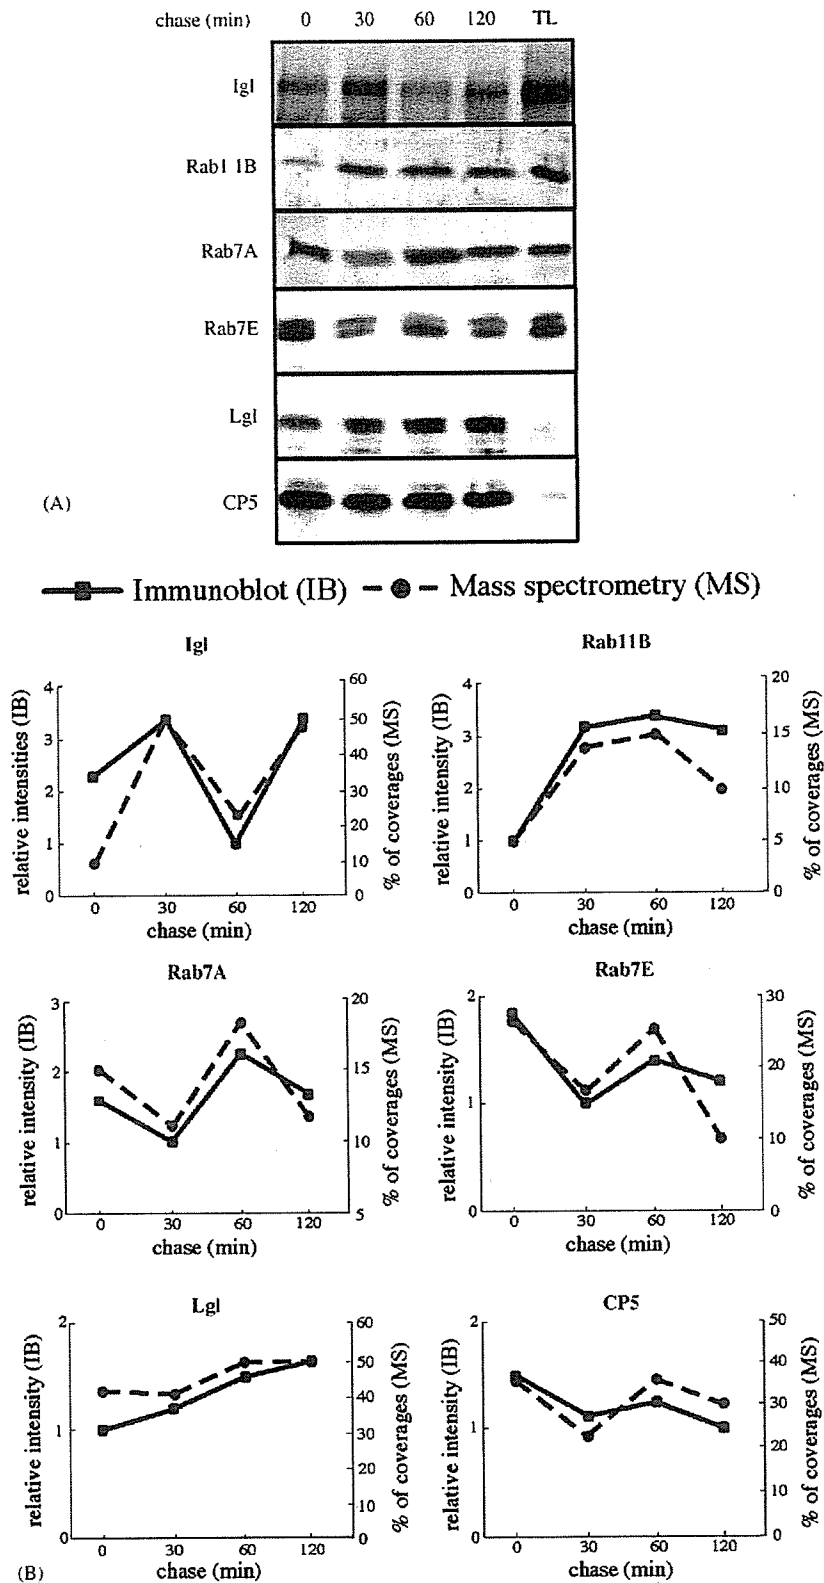 chase (min) 0 30 60 120 TL
Igl
Rab11B
Rab7A
Rab7E
Lgl
CP5
(A)
Immunoblot (IB) Mass spectrometry (MS)
Igl
relative intensities (IB)
4
3
2
1
0
60
50
40
30
20
10
0
% of coverages (MS)
0 30 60 120
chase (min)
Rab11B
relative intensity (IB)
4
3
2
1
0
20
15
10
5
0
% of coverages (MS)
0 30 60 120
chase (min)
Rab7A
relative intensity (IB)
3
2
1
0
20
15
10
5
% of coverages (MS)
0 30 60 120
chase (min)
Rab7E
relative intensity (IB)
2
1
0
30
20
10
0
% of coverages (MS)
0 30 60 120
chase (min)
Lgl
relative intensity (IB)
2
1
0
60
50
40
30
20
10
0
% of coverages (MS)
0 30 60 120
chase (min)
CP5
relative intensity (IB)
2
1
0
50
40
30
20
10
0
% of coverages (MS)
0 30 60 120
chase (min)
(B)